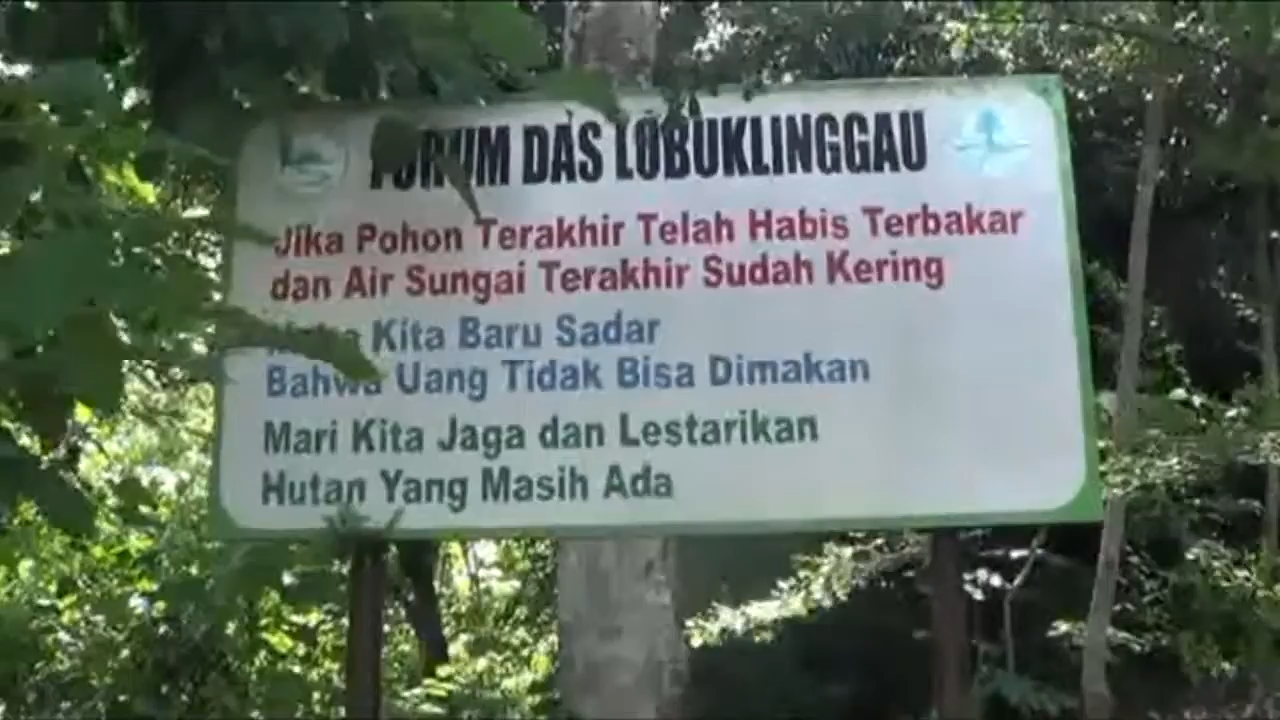 FORUM DAS LUBUKLINGGAU
Jika Pohon Terakhir Telah Habis Terbakar
dan Air Sungai Terakhir Sudah Kering
Kita Baru Sadar
Bahwa Uang Tidak Bisa Dimakan
Mari Kita Jaga dan Lestarikan
Hutan Yang Masih Ada